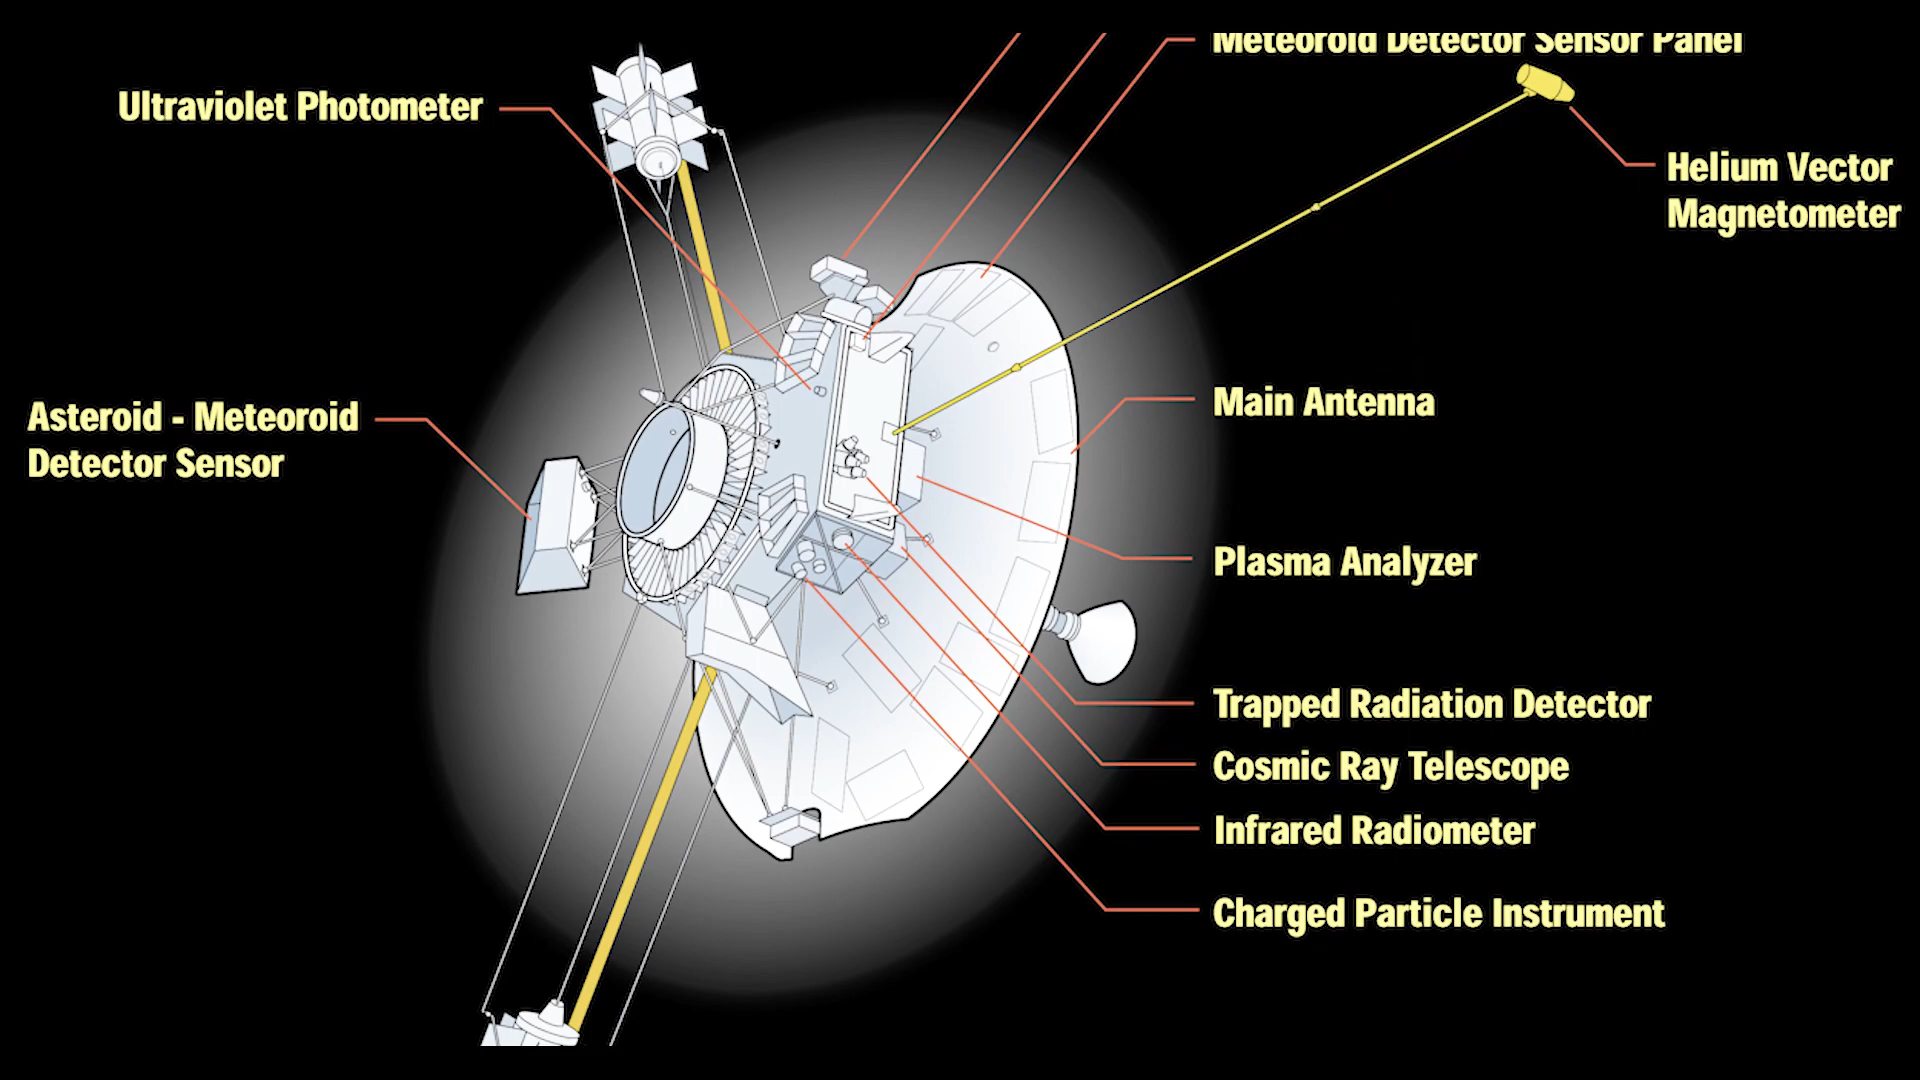 Meteoroid Detector Sensor Panel
Ultraviolet Photometer
Helium Vector
Magnetometer
Main Antenna
Asteroid - Meteoroid
Detector Sensor
Plasma Analyzer
Trapped Radiation Detector
Cosmic Ray Telescope
Infrared Radiometer
Charged Particle Instrument